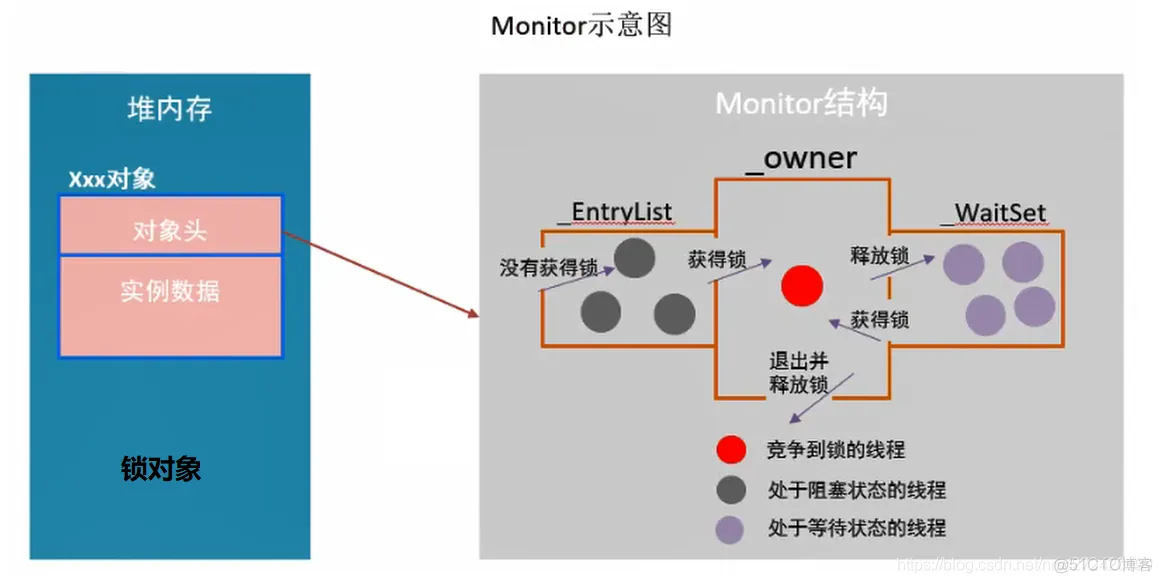 Monitor示意图
堆内存
Xxx对象
对象头
实例数据
锁对象
Monitor结构
_owner
_EntryList
_WaitSet
没有获得锁
获得锁
释放锁
获得锁
退出并
释放锁
竞争到锁的线程
处于阻塞状态的线程
处于等待状态的线程
https://blog.csdn.net/
@51CTO博客